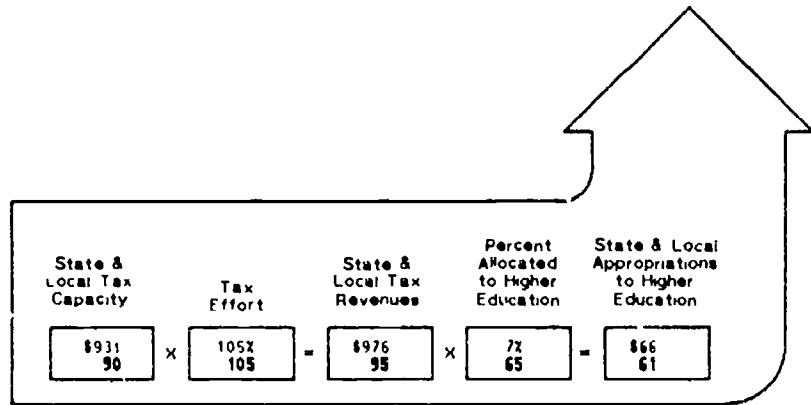 State &
Local Tax
Capacity
Tax
Effort
State &
Local Tax
Revenues
Percent
Allocated
to Higher
Education
State & Local
Appropriations
to Higher
Education
$931
90
×
105%
105
=
$976
95
×
7%
65
=
$66
61